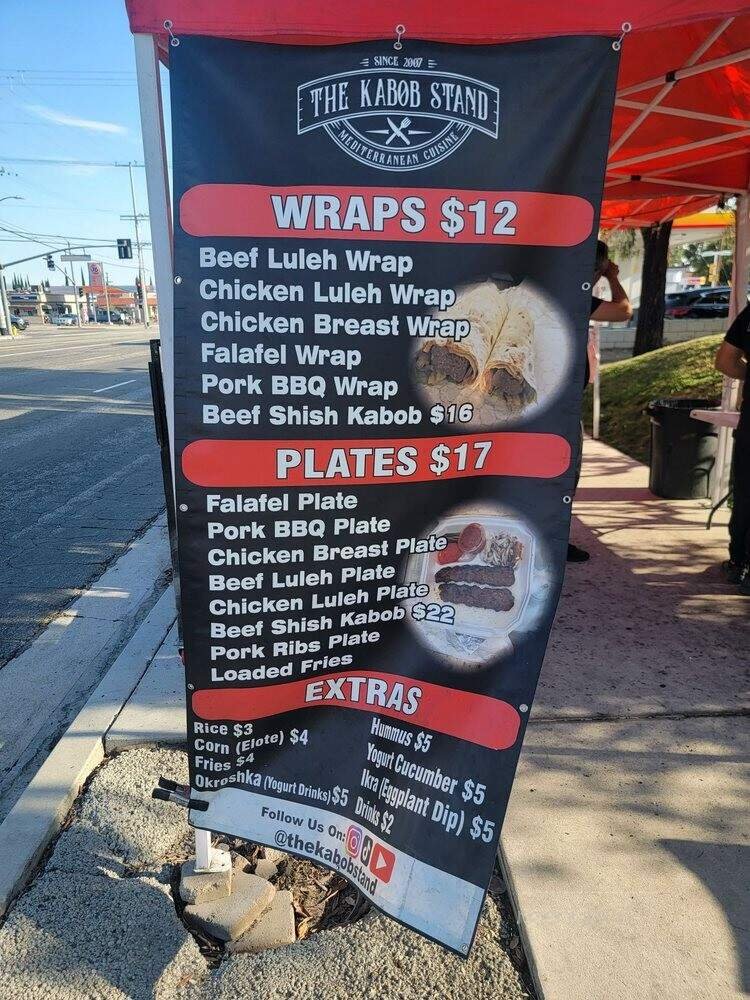 SINCE 2007
THE KABOB STAND
MEDITERRANEAN CUISINE
WRAPS $12
Beef Luleh Wrap
Chicken Luleh Wrap
Chicken Breast Wrap
Falafel Wrap
Pork BBQ Wrap
Beef Shish Kabob $16
PLATES $17
Falafel Plate
Pork BBQ Plate
Chicken Breast Plate
Beef Luleh Plate
Chicken Luleh Plate
Beef Shish Kabob $22
Pork Ribs Plate
Loaded Fries
EXTRAS
Rice $3
Corn (Elote) $4
Fries $4
Okroshka (Yogurt Drinks) $5
Hummus $5
Yogurt Cucumber $5
Ikra (Eggplant Dip) $5
Drinks $2
Follow Us On:
@thekabobstand